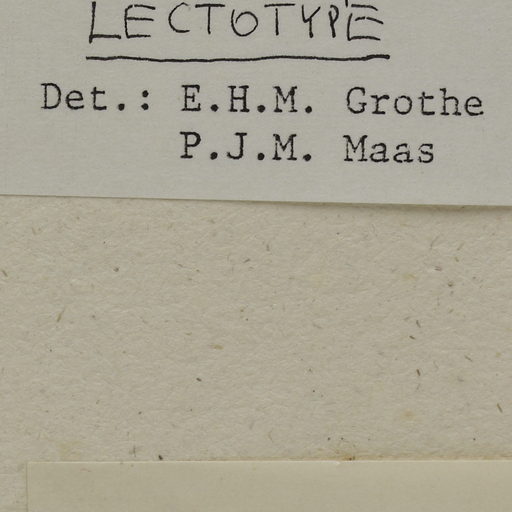 LECTOTYPE
Det.: E.H.M. Grothe
P.J.M. Maas